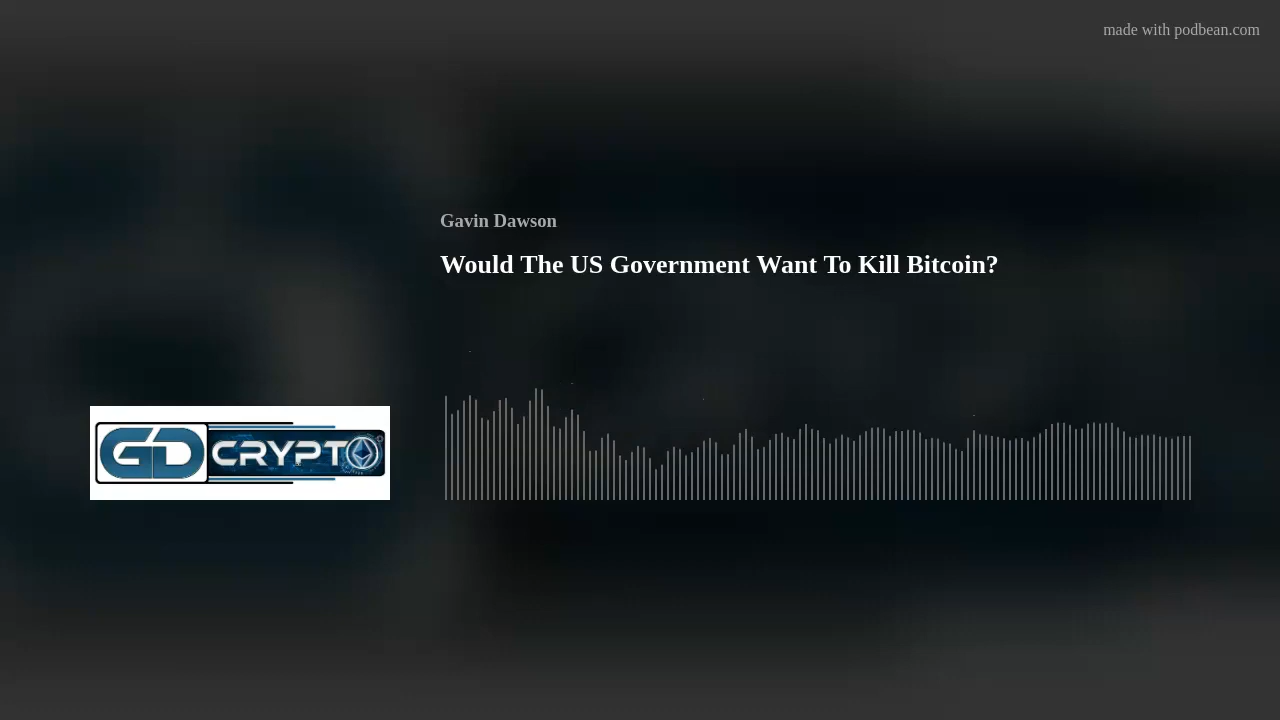 made with podbean.com
Gavin Dawson
Would The US Government Want To Kill Bitcoin?
GD CRYPTO